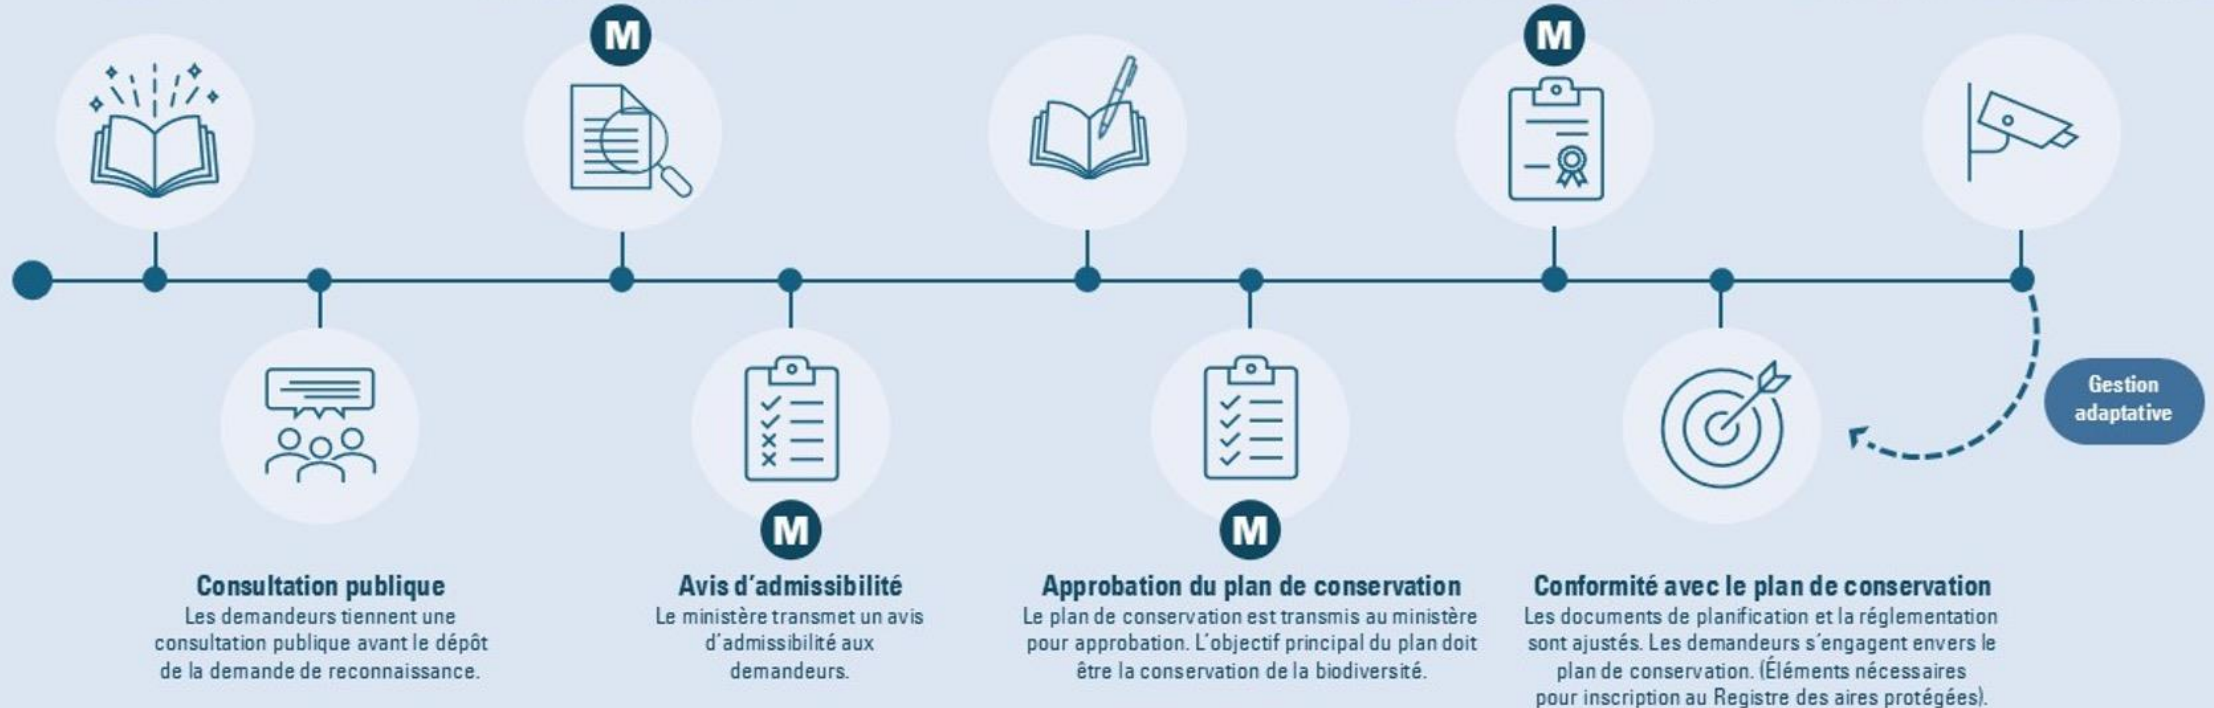 M
M
Gestion
adaptative
M
M
Consultation publique
Les demandeurs tiennent une
consultation publique avant le dépôt
de la demande de reconnaissance.
Avis d'admissibilité
Le ministère transmet un avis
d'admissibilité aux
demandeurs.
Approbation du plan de conservation
Le plan de conservation est transmis au ministère
pour approbation. L'objectif principal du plan doit
être la conservation de la biodiversité.
Conformité avec le plan de conservation
Les documents de planification et la réglementation
sont ajustés. Les demandeurs s'engagent envers le
plan de conservation. (Éléments nécessaires
pour inscription au Registre des aires protégées).